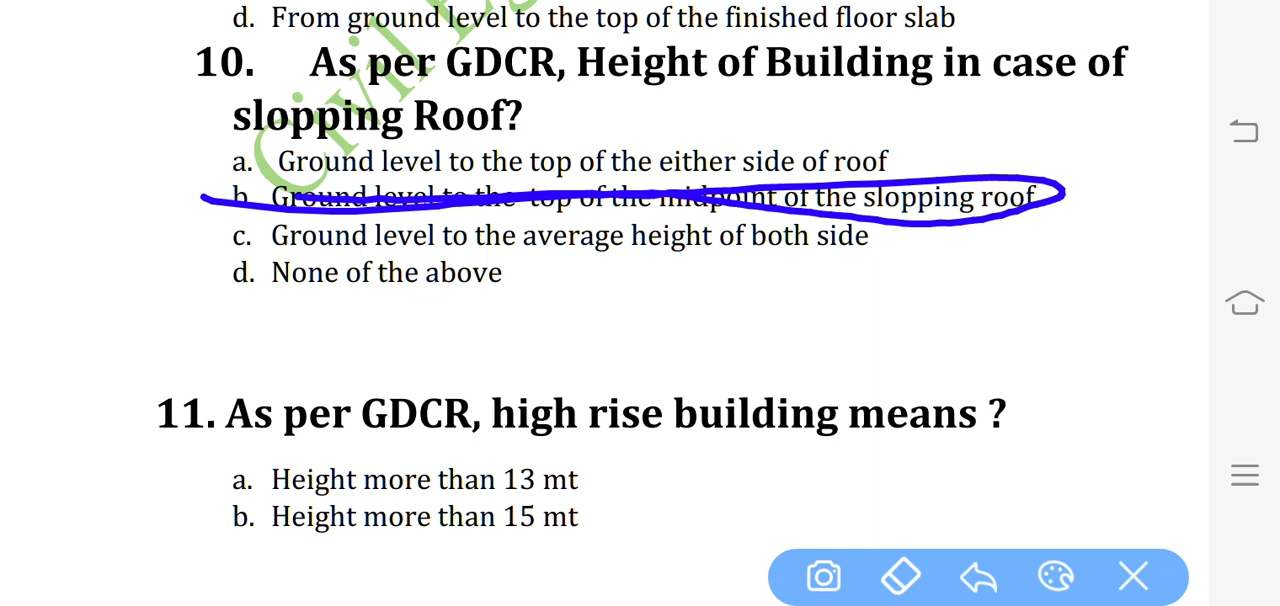 d. From ground level to the top of the finished floor slab
10. As per GDCR, Height of Building in case of
slopping Roof?
a. Ground level to the top of the either side of roof
b. Ground level to the top of the midpoint of the slopping roof
c. Ground level to the average height of both side
d. None of the above
11. As per GDCR, high rise building means ?
a. Height more than 13 mt
b. Height more than 15 mt
Civil